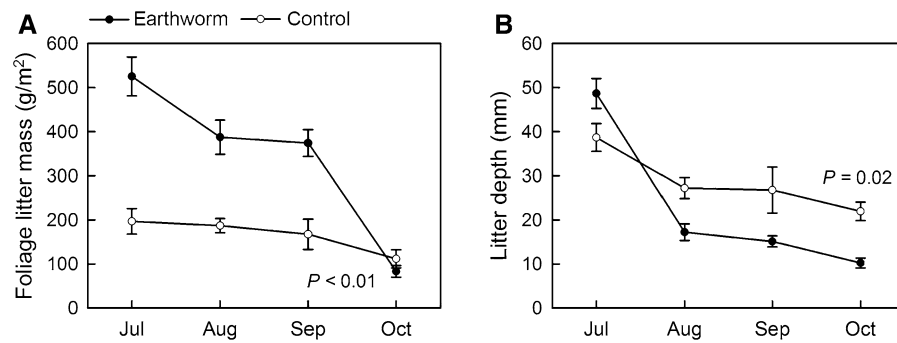 A
Earthworm
Control
Foliage litter mass (g/m²)
600
500
400
300
200
100
0
P < 0.01
Jul Aug Sep Oct
B
Litter depth (mm)
60
50
40
30
20
10
0
P = 0.02
Jul Aug Sep Oct